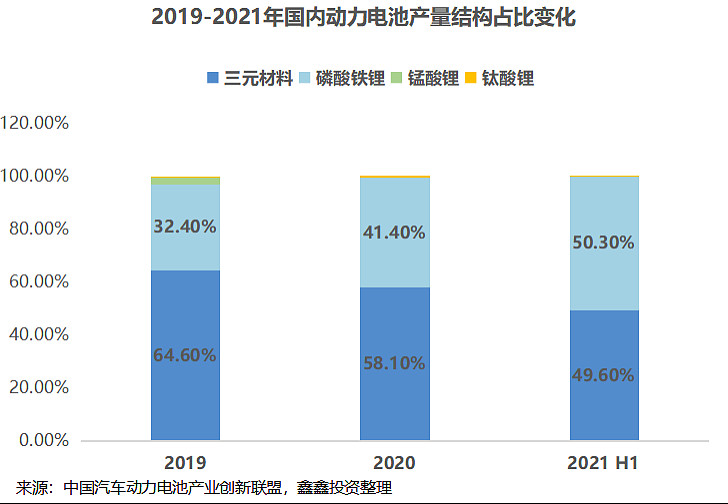 2019-2021年国内动力电池产量结构占比变化
三元材料 磷酸铁锂 锰酸锂 钛酸锂
120.00%
100.00%
80.00%
60.00%
40.00%
20.00%
0.00%
32.40% 41.40% 50.30%
64.60% 58.10% 49.60%
2019 2020 2021 H1
来源：中国汽车动力电池产业创新联盟，鑫鑫投资整理